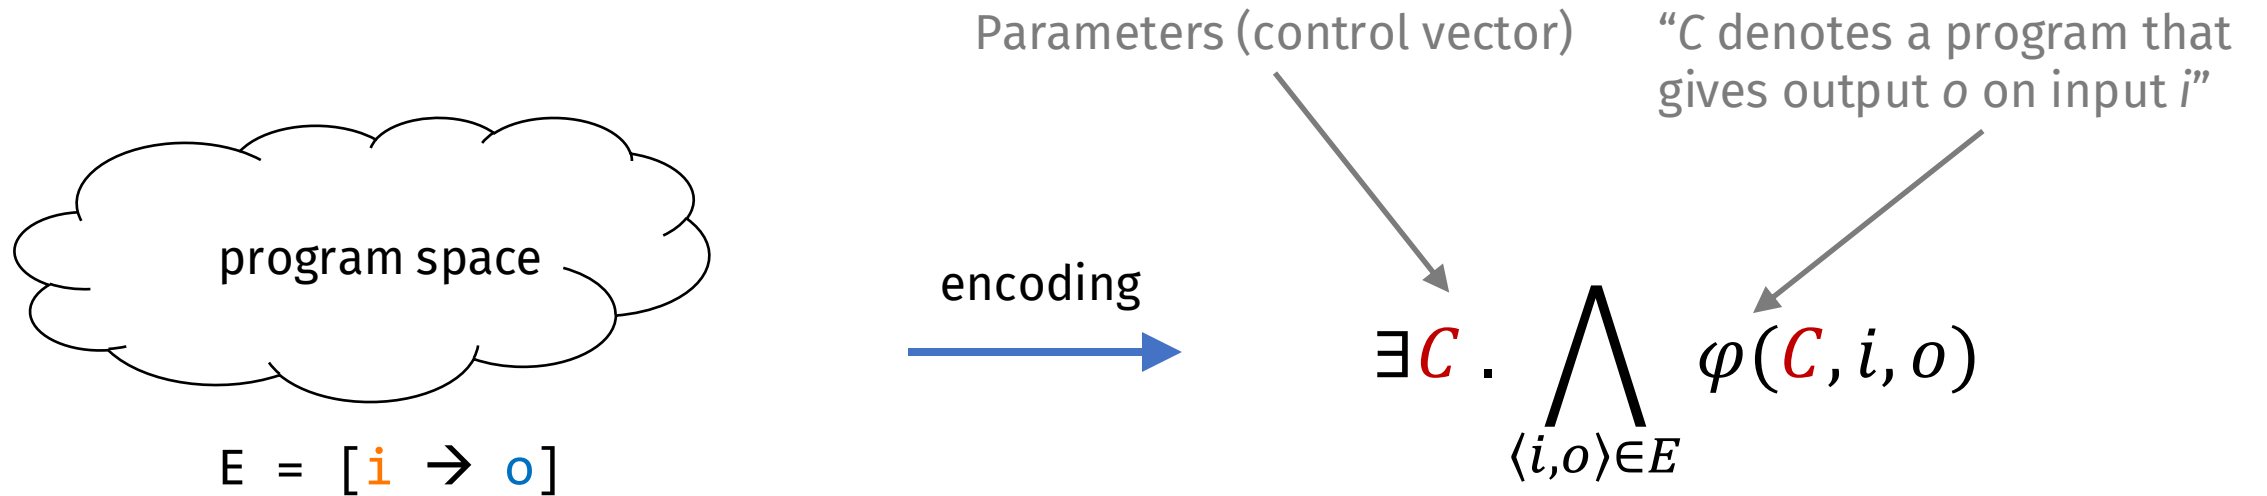 Parameters (control vector)
“C denotes a program that
gives output o on input i”
program space
encoding
∃C . ⋀ φ(C, i, o)
⟨i,o⟩∈E
E = [i → o]